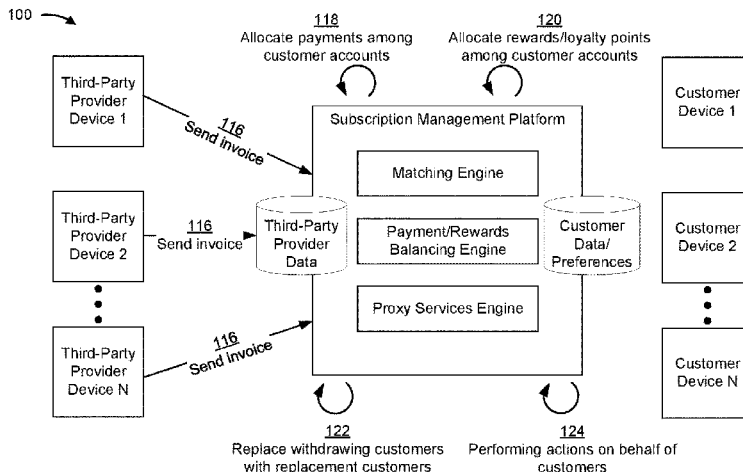 100
118
Allocate payments among
customer accounts
120
Allocate rewards/loyalty points
among customer accounts
Third-Party
Provider
Device 1
116
Send invoice
Subscription Management Platform
Customer
Device 1
Matching Engine
Third-Party
Provider
Device 2
116
Send invoice
Third-Party
Provider
Data
Payment/Rewards
Balancing Engine
Customer
Data/
Preferences
Customer
Device 2
Proxy Services Engine
Third-Party
Provider
Device N
116
Send invoice
Customer
Device N
122
Replace withdrawing customers
with replacement customers
124
Performing actions on behalf of
customers